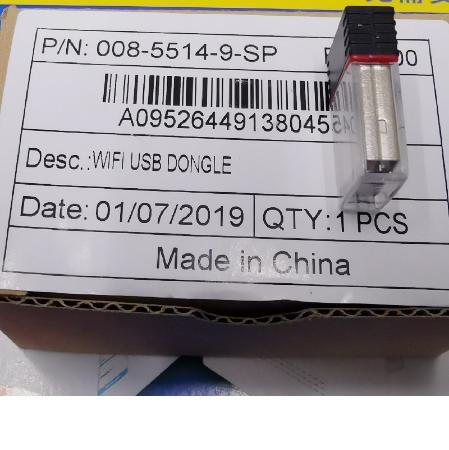 P/N: 008-5514-9-SP
00
A09526449138045
Desc.:WIFI USB DONGLE
Date: 01/07/2019
QTY:1 PCS
Made in China